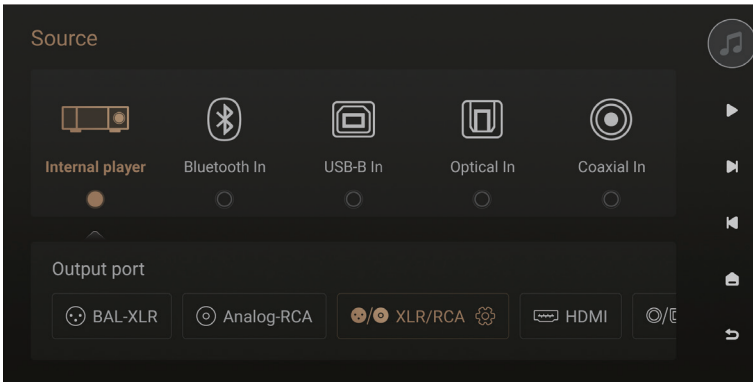 Source
Internal player
Bluetooth In
USB-B In
Optical In
Coaxial In
Output port
BAL-XLR
Analog-RCA
XLR/RCA
HDMI